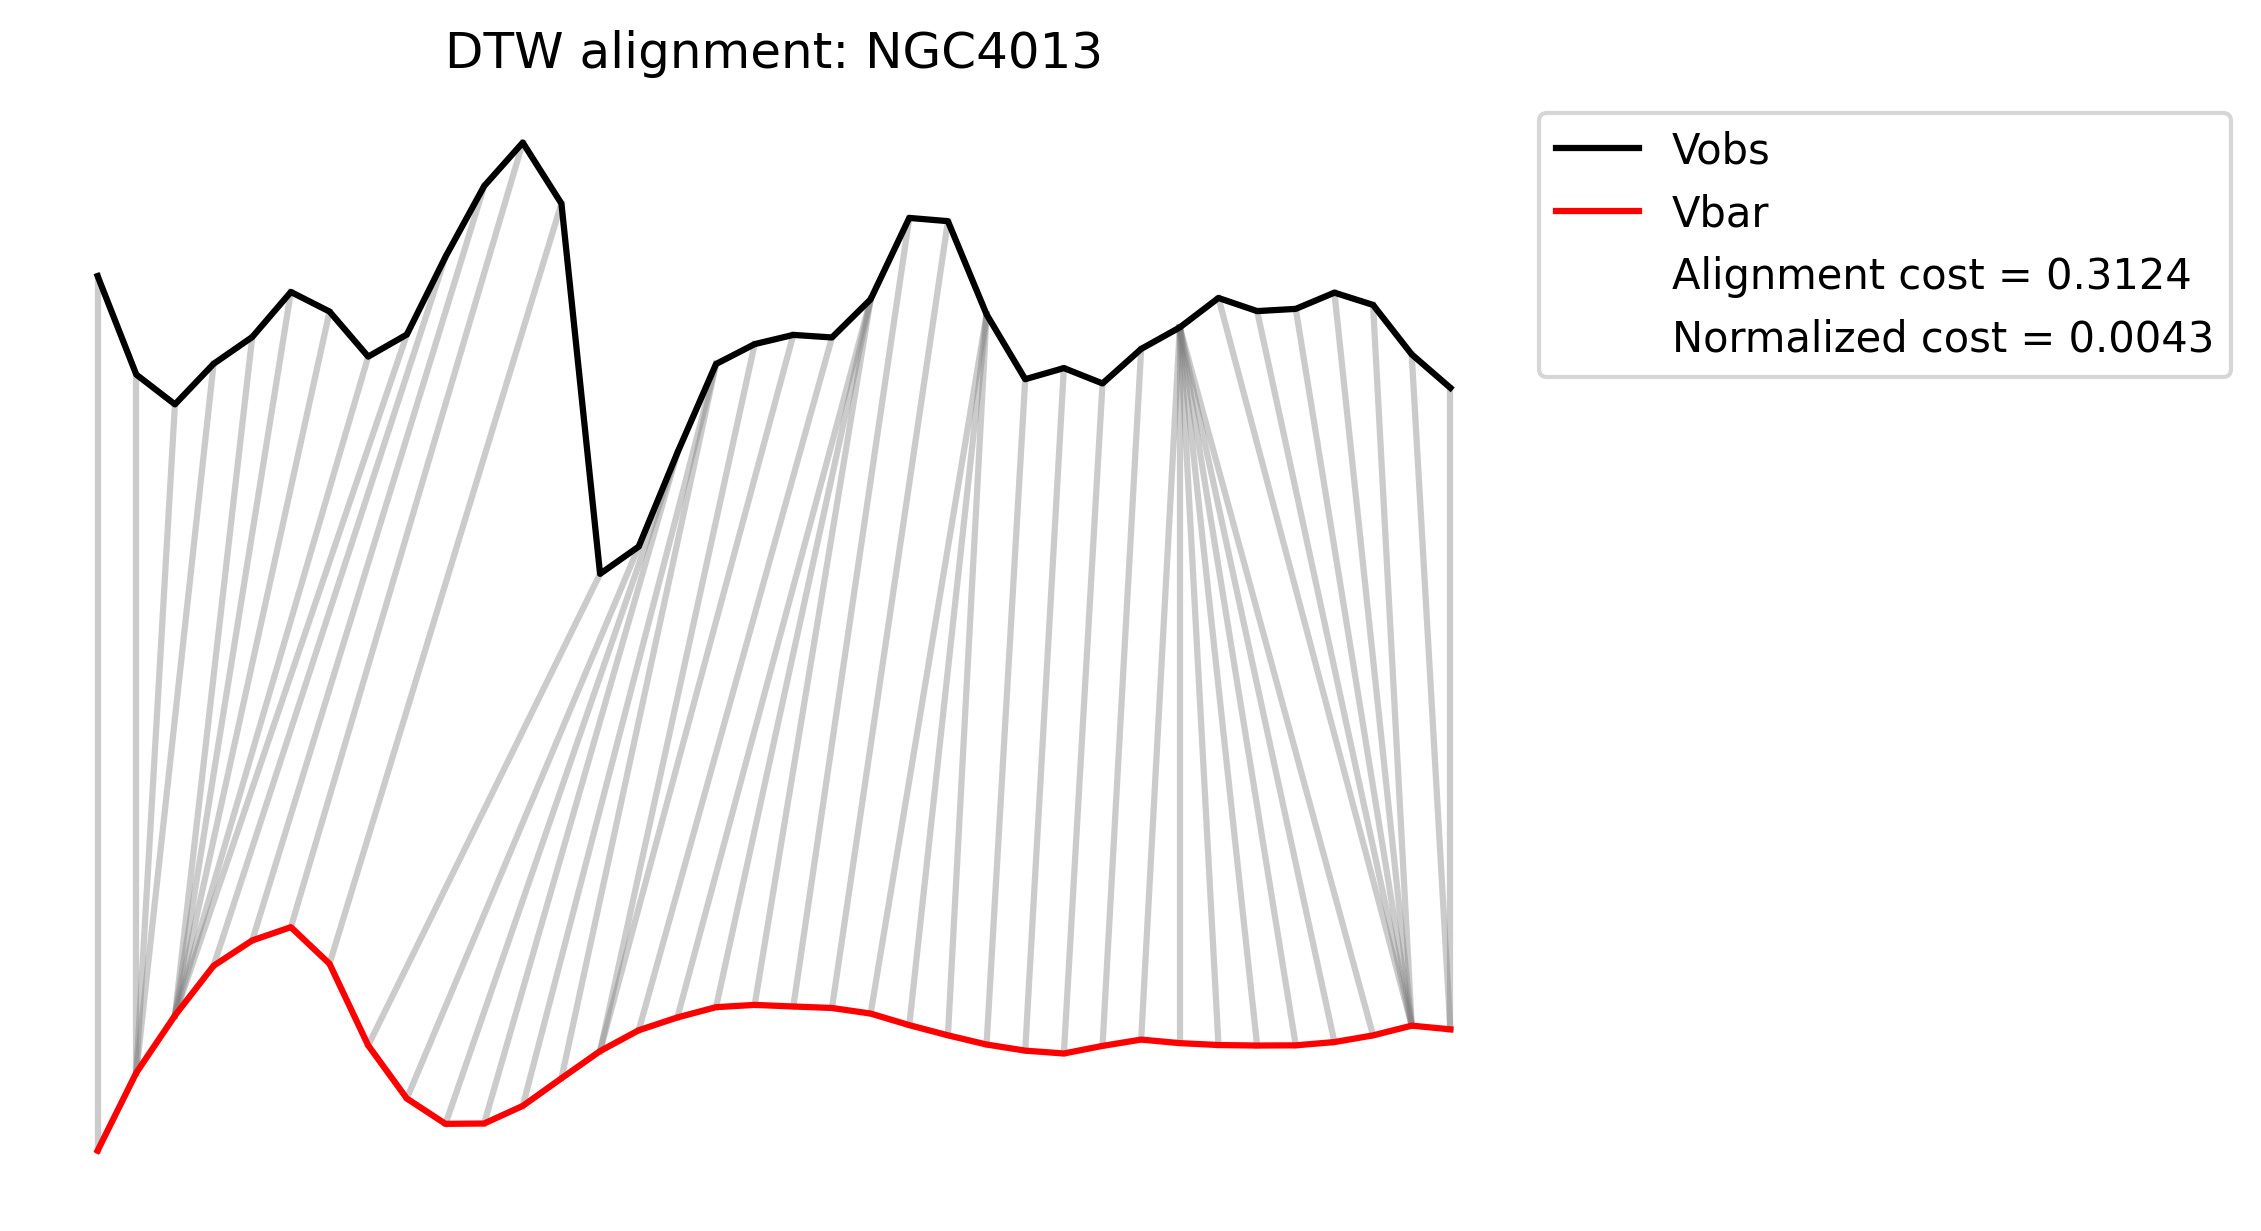 DTW alignment: NGC4013
Vobs
Vbar
Alignment cost = 0.3124
Normalized cost = 0.0043